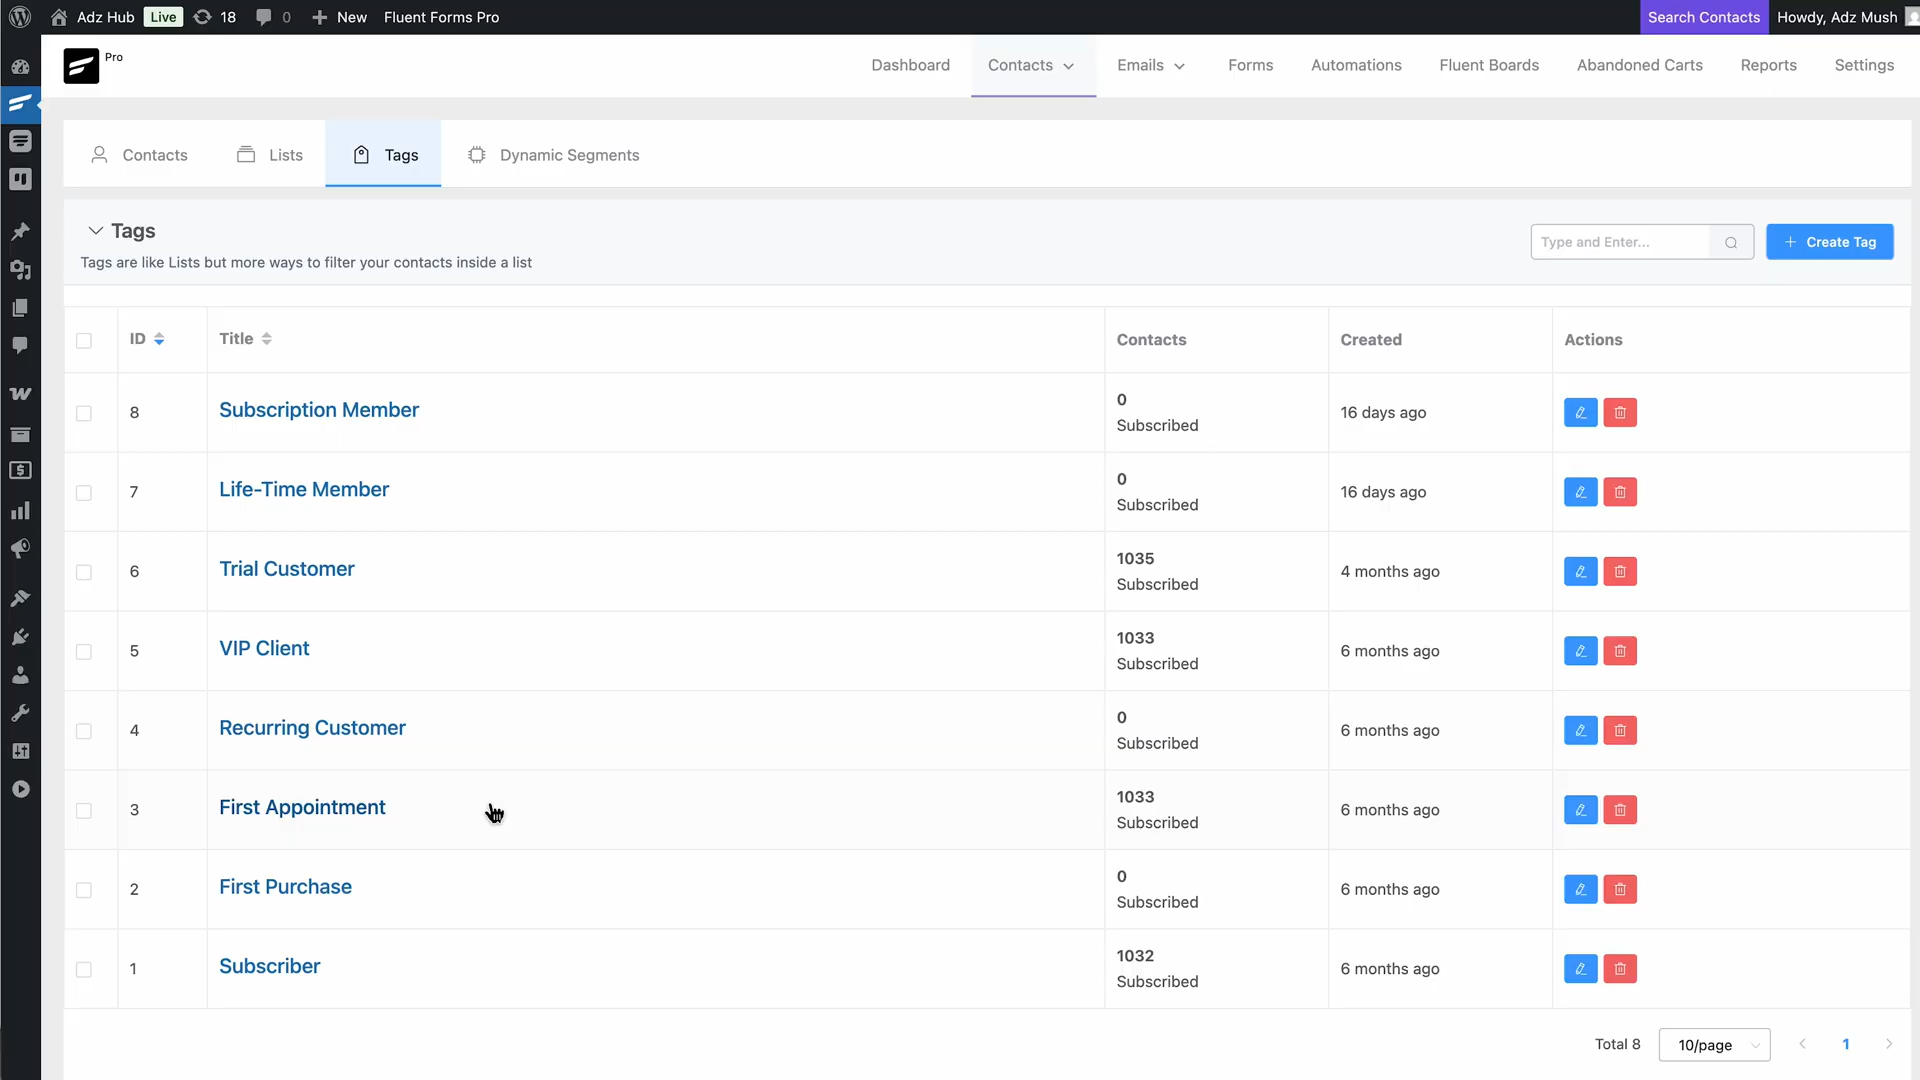 Adz Hub Live 18 0 New Fluent Forms Pro Search Contacts Howdy, Adz Mush
Pro
Dashboard Contacts Emails Forms Automations Fluent Boards Abandoned Carts Reports Settings
Contacts Lists Tags Dynamic Segments
Tags
Tags are like Lists but more ways to filter your contacts inside a list
Type and Enter... Create Tag
ID Title Contacts Created Actions
8 Subscription Member 0 Subscribed 16 days ago
7 Life-Time Member 0 Subscribed 16 days ago
6 Trial Customer 1035 Subscribed 4 months ago
5 VIP Client 1033 Subscribed 6 months ago
4 Recurring Customer 0 Subscribed 6 months ago
3 First Appointment 1033 Subscribed 6 months ago
2 First Purchase 0 Subscribed 6 months ago
1 Subscriber 1032 Subscribed 6 months ago
Total 8 10/page 1